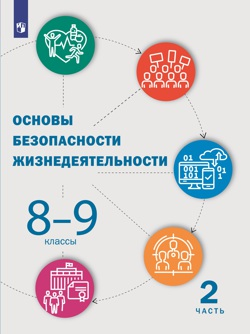 ОСНОВЫ
БЕЗОПАСНОСТИ
ЖИЗНЕДЕЯТЕЛЬНОСТИ
8–9
классы
2
ЧАСТЬ